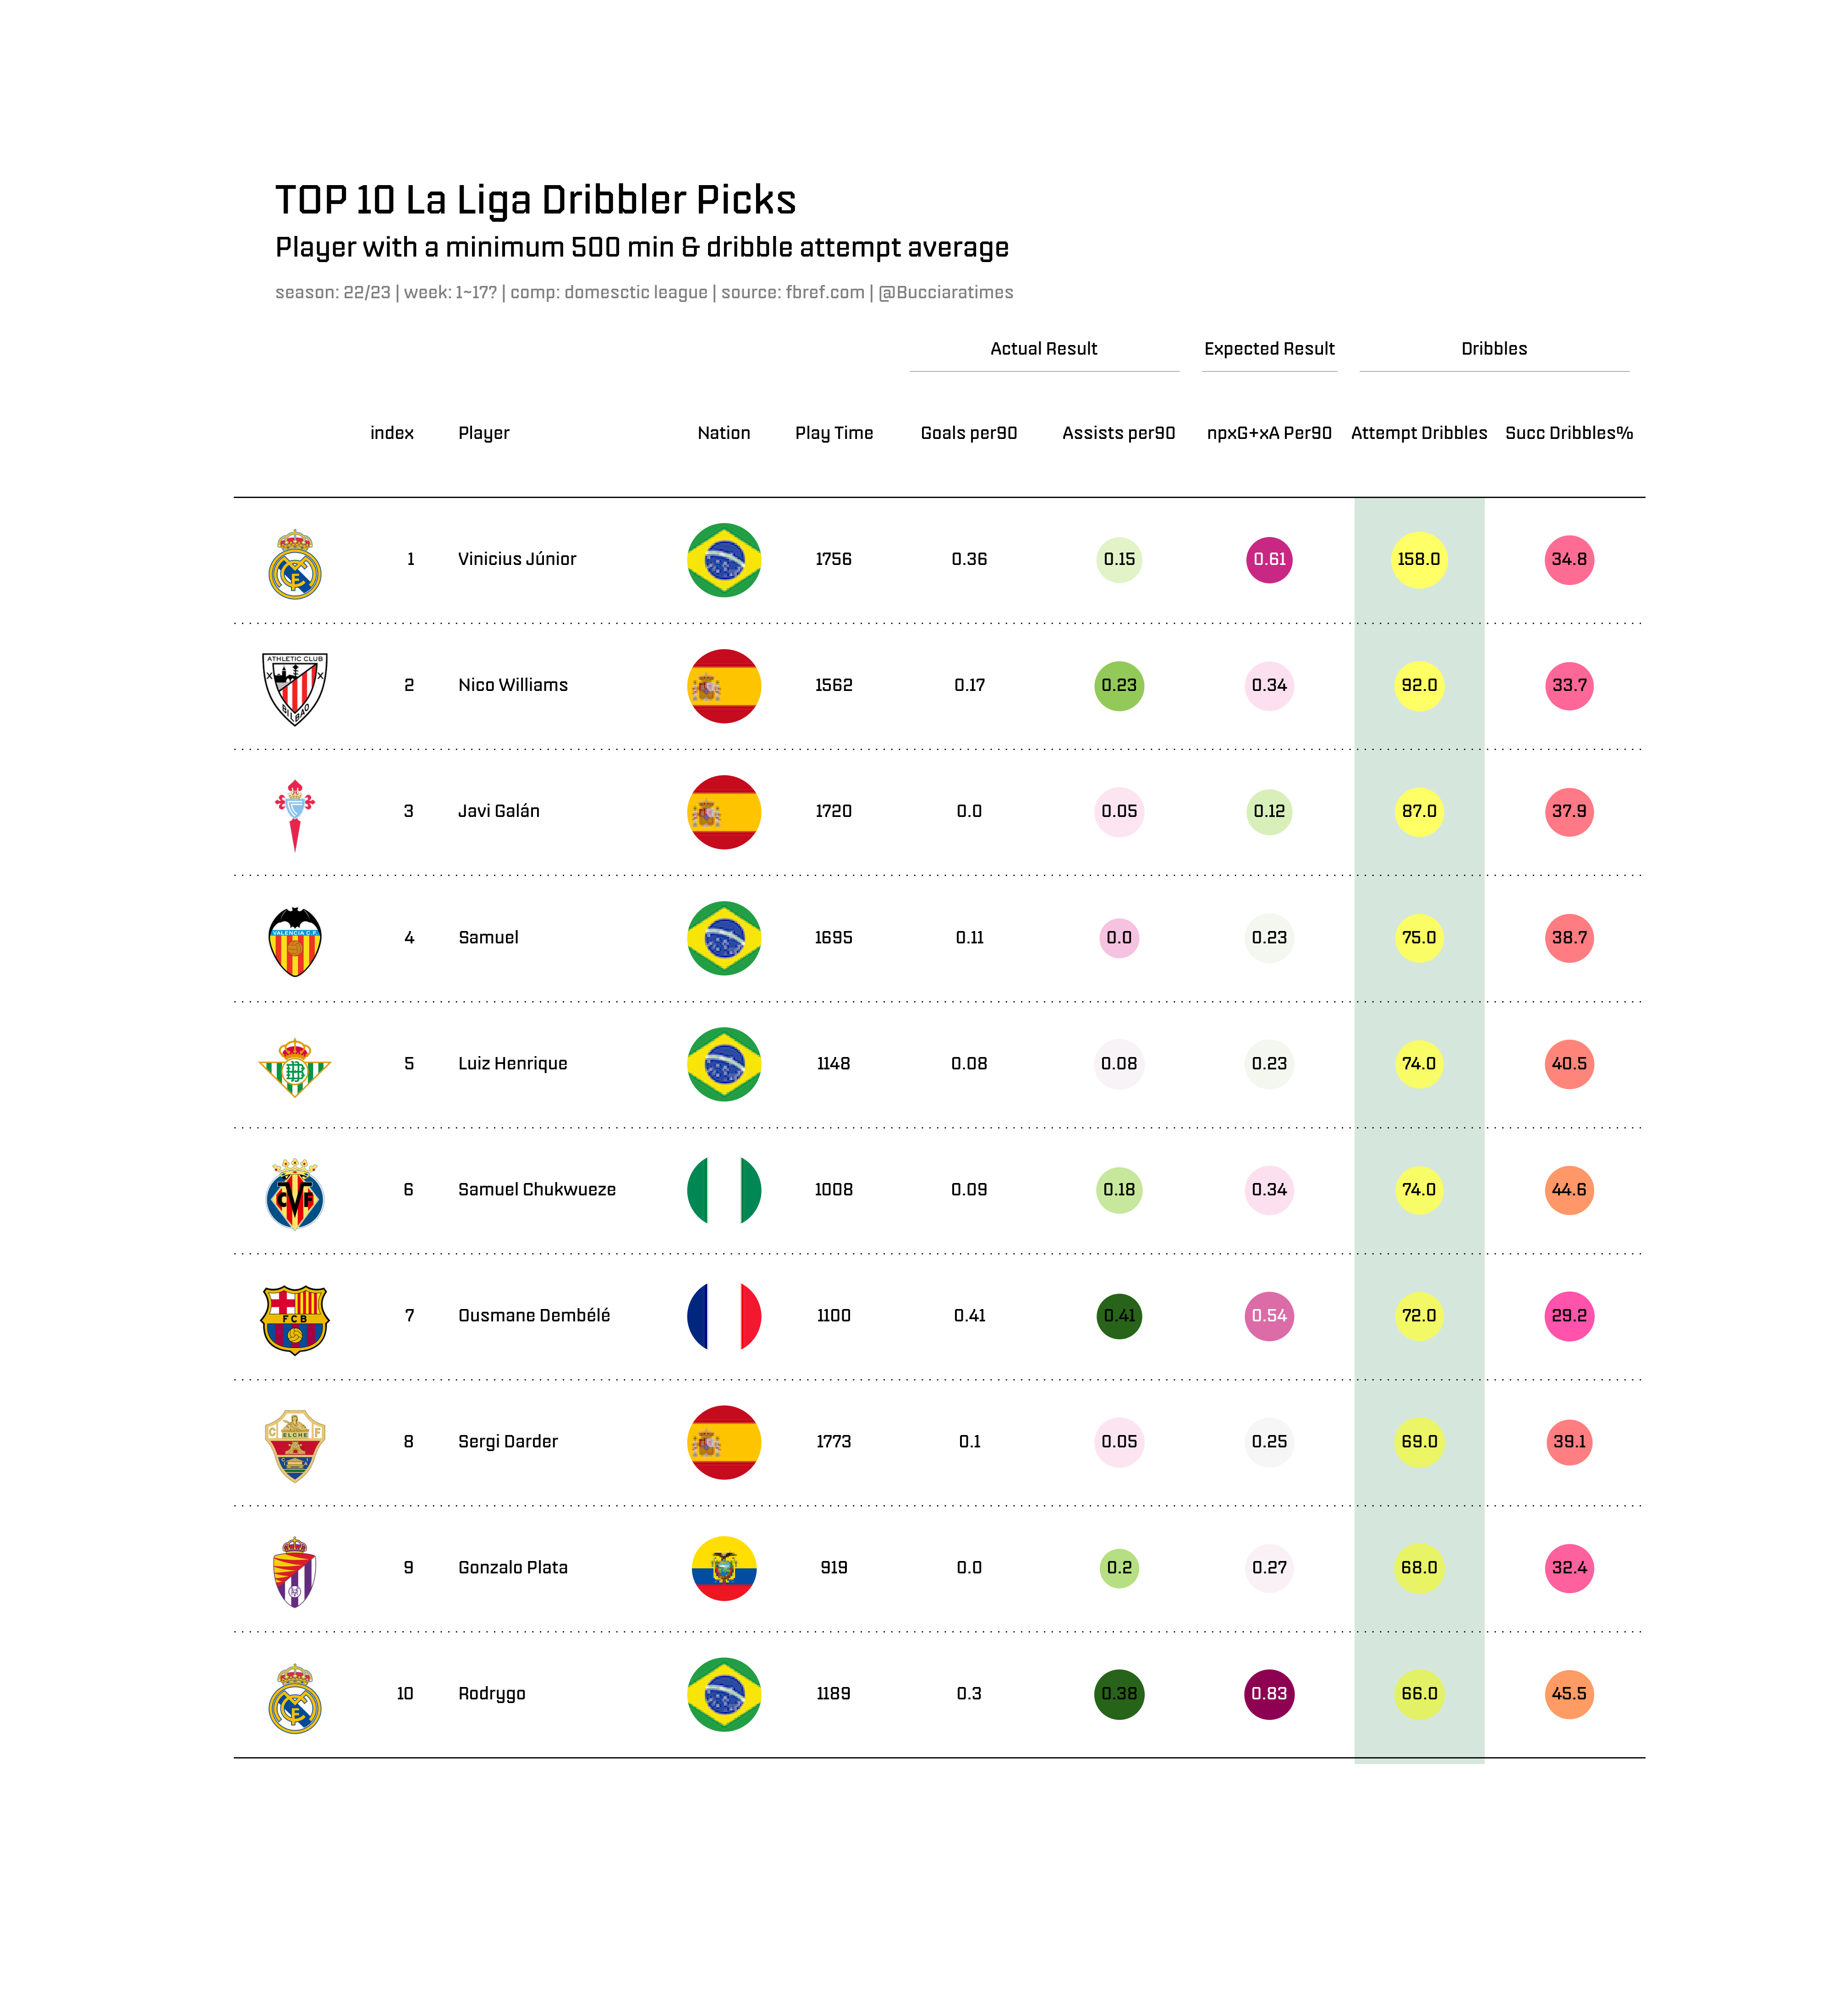 TOP 10 La Liga Dribbler Picks
Player with a minimum 500 min & dribble attempt average
season: 22/23 | week: 1~17? | comp: domesctic league | source: fbref.com | @Bucciaratimes
Actual Result Expected Result Dribbles
index Player Nation Play Time Goals per90 Assists per90 npxG+xA Per90 Attempt Dribbles Succ Dribbles%
1 Vinicius Júnior 1756 0.36 0.15 0.61 158.0 34.8
ATHLETIC CLUB BILBAO
2 Nico Williams 1562 0.17 0.23 0.34 92.0 33.7
3 Javi Galán 1720 0.0 0.05 0.12 87.0 37.9
VALENCIA C.F.
4 Samuel 1695 0.11 0.0 0.23 75.0 38.7
5 Luiz Henrique 1148 0.08 0.08 0.23 74.0 40.5
CVF
6 Samuel Chukwueze 1008 0.09 0.18 0.34 74.0 44.6
FCB
7 Ousmane Dembélé 1100 0.41 0.41 0.54 72.0 29.2
C ELCHE F
8 Sergi Darder 1773 0.1 0.05 0.25 69.0 39.1
9 Gonzalo Plata 919 0.0 0.2 0.27 68.0 32.4
10 Rodrygo 1189 0.3 0.38 0.83 66.0 45.5